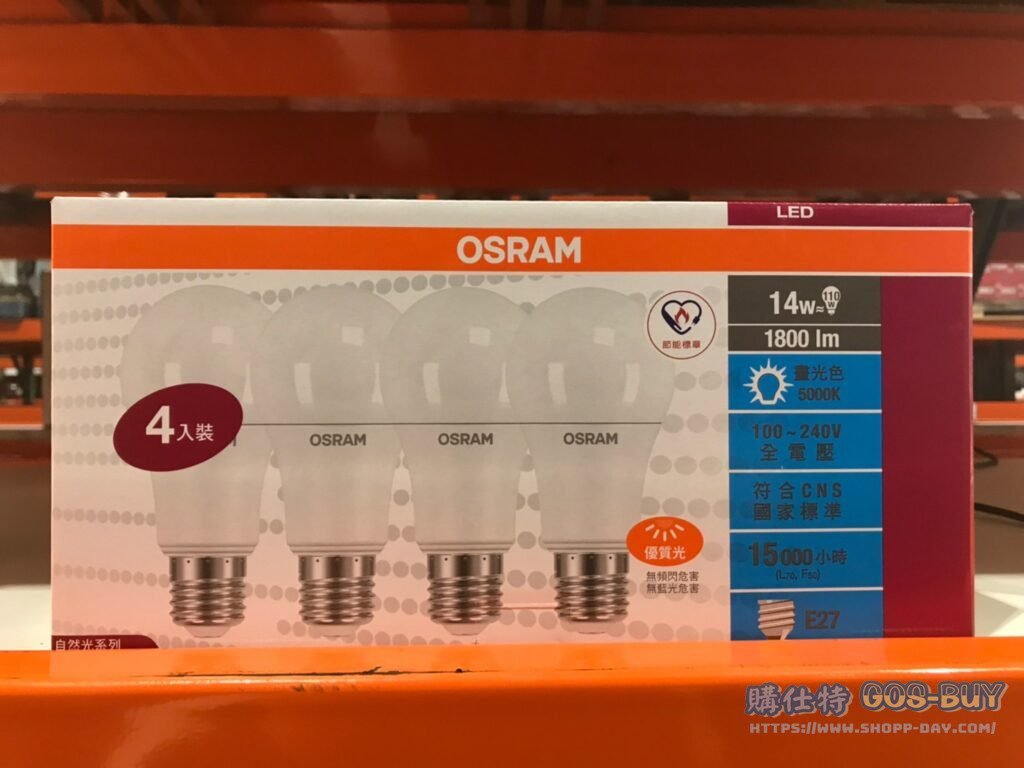 LED
OSRAM
14W≈110W
1800 lm
節能標章
晝光色
5000K
4入裝
OSRAM
OSRAM
OSRAM
100~240V
全電壓
符合CNS
國家標準
優質光
無頻閃危害
無藍光危害
15000小時
(L70, F50)
E27
自然光系列
購仕特 GOS-BUY
HTTPS://WWW.SHOPP-DAY.COM/